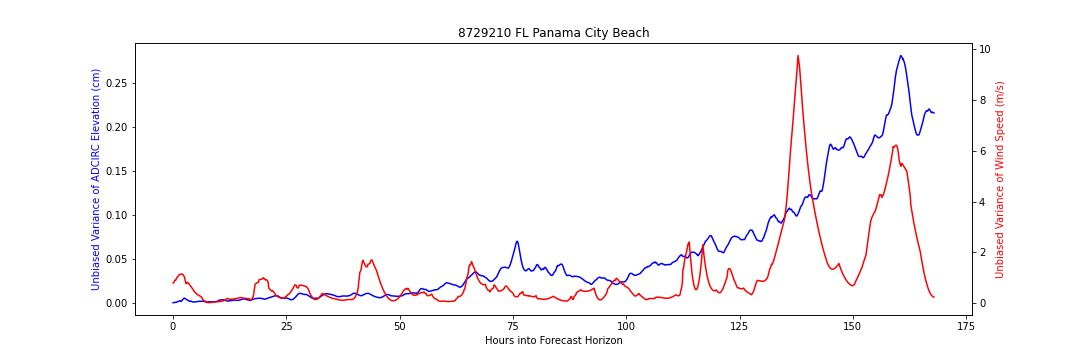 8729210 FL Panama City Beach
Unbiased Variance of ADCIRC Elevation (cm)
0.25
0.20
0.15
0.10
0.05
0.00
10
8
6
4
2
0
Unbiased Variance of Wind Speed (m/s)
0 25 50 75 100 125 150 175
Hours into Forecast Horizon